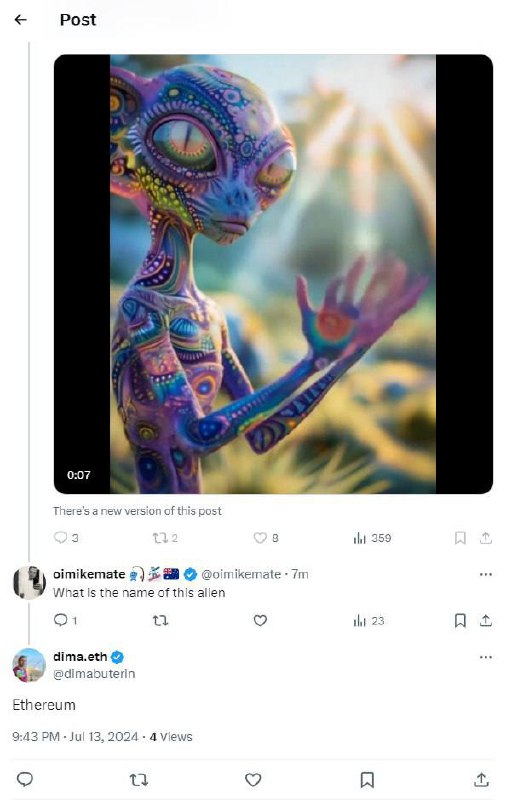 Post
0:07
There's a new version of this post
3 2 8 359
oimikemate @oimikemate · 7m
What is the name of this alien
1 23
dima.eth
@dimabuterin
Ethereum
9:43 PM · Jul 13, 2024 · 4 Views